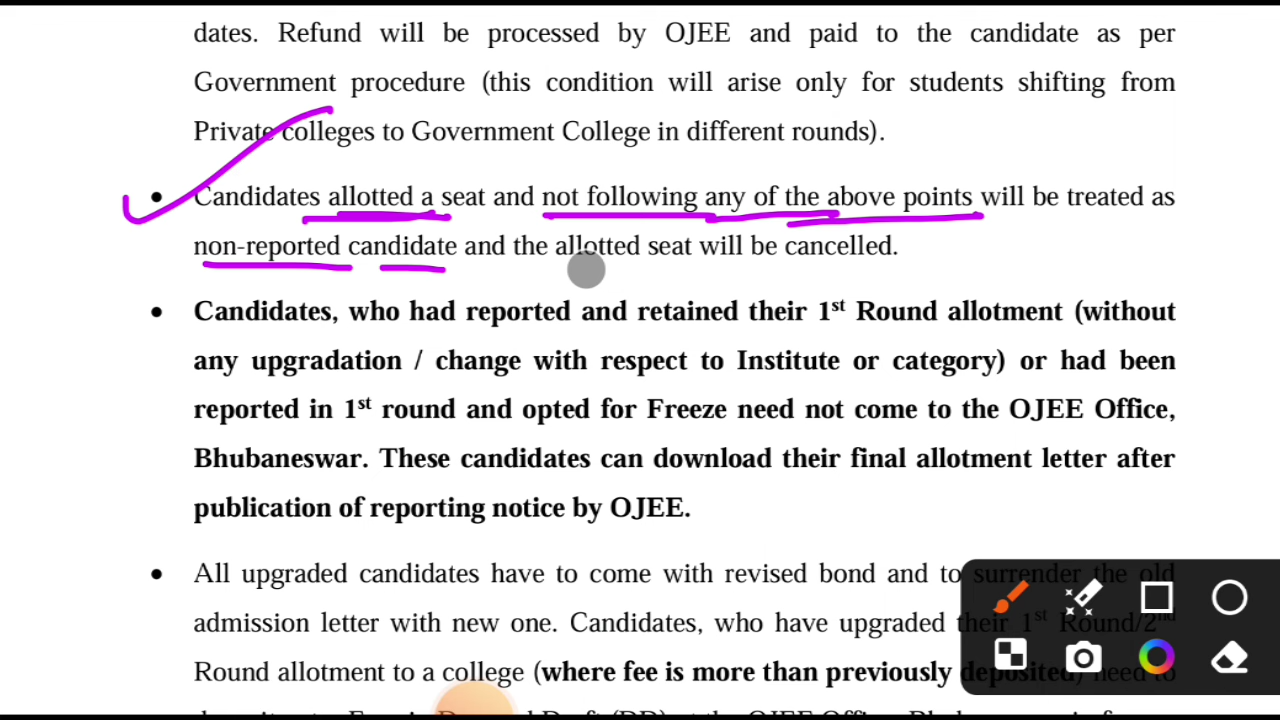 dates. Refund will be processed by OJEE and paid to the candidate as per
Government procedure (this condition will arise only for students shifting from
Private colleges to Government College in different rounds).
• Candidates allotted a seat and not following any of the above points will be treated as
non-reported candidate and the allotted seat will be cancelled.
• Candidates, who had reported and retained their 1st Round allotment (without
any upgradation / change with respect to Institute or category) or had been
reported in 1st round and opted for Freeze need not come to the OJEE Office,
Bhubaneswar. These candidates can download their final allotment letter after
publication of reporting notice by OJEE.
• All upgraded candidates have to come with revised bond and to surrender the old
admission letter with new one. Candidates, who have upgraded their 1st Round/2nd
Round allotment to a college (where fee is more than previously deposited) need to